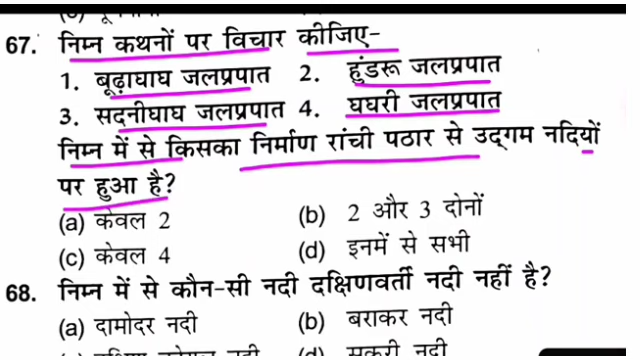 67. निम्न कथनों पर विचार कीजिए-
1. बूढ़ाघाघ जलप्रपात 2. हुंडरू जलप्रपात
3. सदनीघाघ जलप्रपात 4. घघरी जलप्रपात
निम्न में से किसका निर्माण रांची पठार से उद्गम नदियों
पर हुआ है?
(a) केवल 2 (b) 2 और 3 दोनों
(c) केवल 4 (d) इनमें से सभी
68. निम्न में से कौन-सी नदी दक्षिणवर्ती नदी नहीं है?
(a) दामोदर नदी (b) बराकर नदी
(d) मकरी नदी